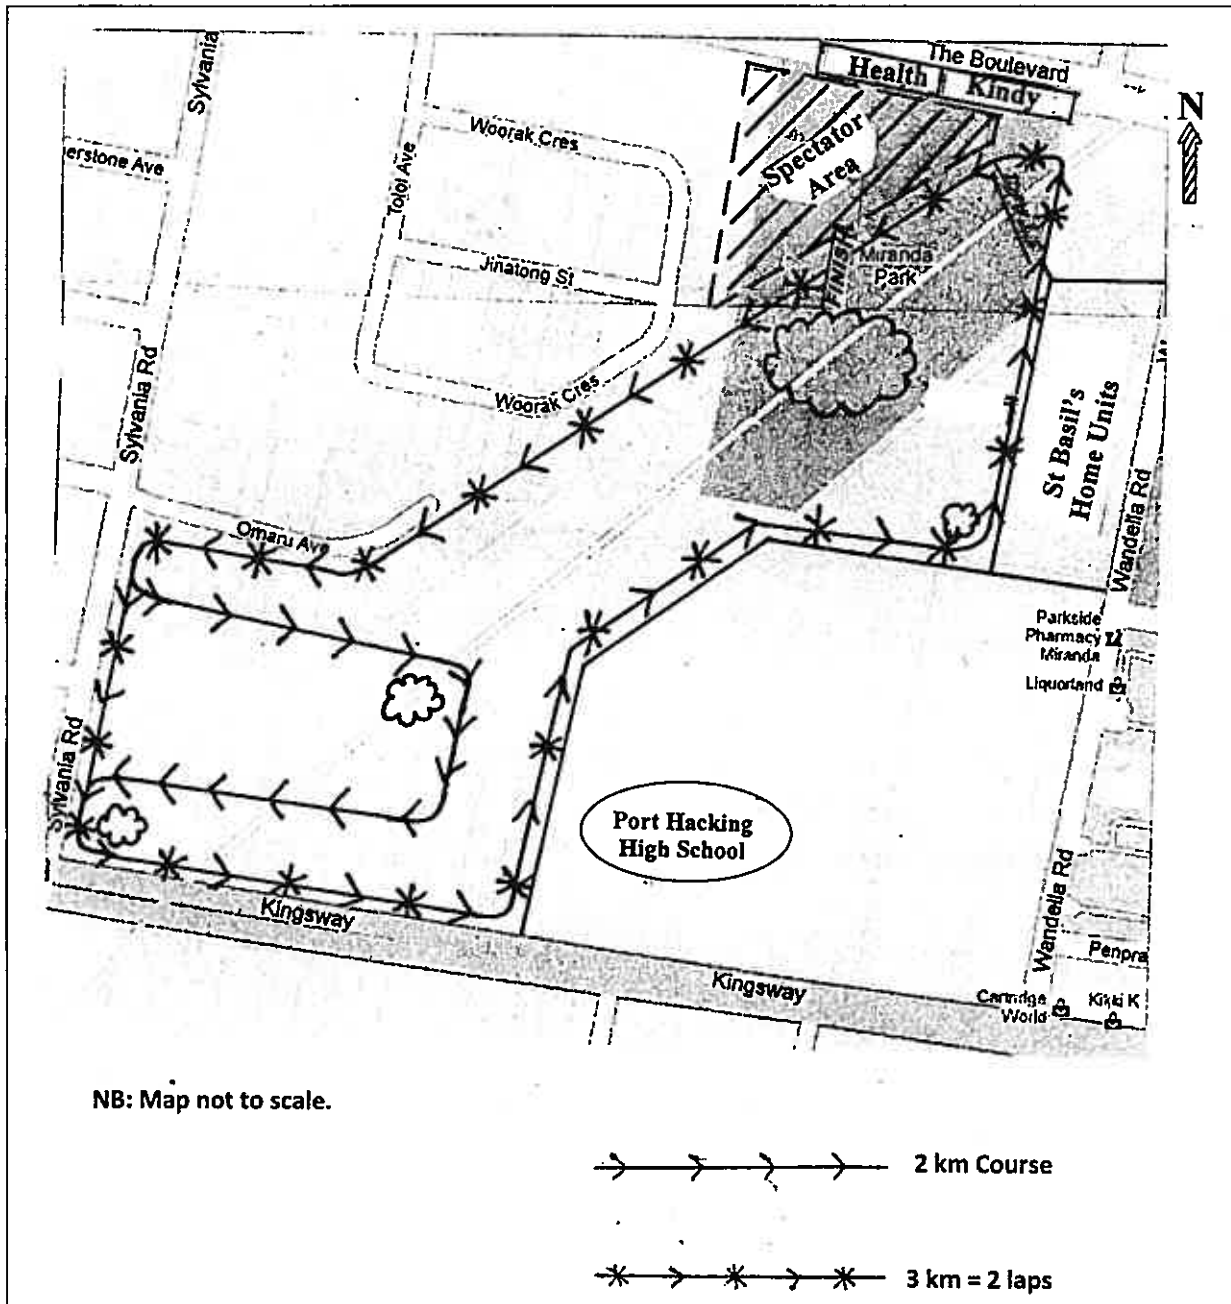 The Boulevard
Health
Kindy
N
Sylvania
Woorak Cres
erstone Ave
Tolol Ave
Spectator
Area
Jinatong St
FINISH
Miranda
Park
Woorak Cres
Sylvania Rd
St Basil's
Home Units
Wandella Rd
Omaru Ave
Parkside
Pharmacy
Miranda
Liquorland
Sylvania Rd
Port Hacking
High School
Kingsway
Wandella Rd
Penpra
Kingsway
Cartridge
World
Kikki K
NB: Map not to scale.
2 km Course
3 km = 2 laps